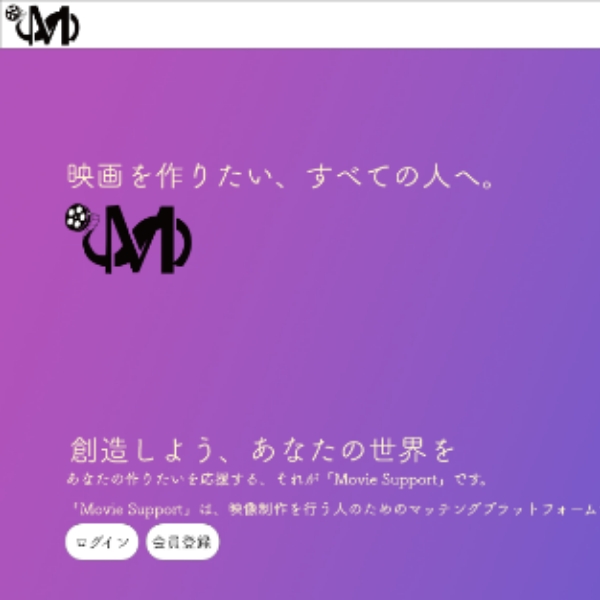 映画を作りたい、すべての人へ。
創造しよう、あなたの世界を
あなたの作りたいを応援する、それが「Movie Support」です。
「Movie Support」は、映像制作を行う人のためのマッチングプラットフォーム
ログイン
会員登録